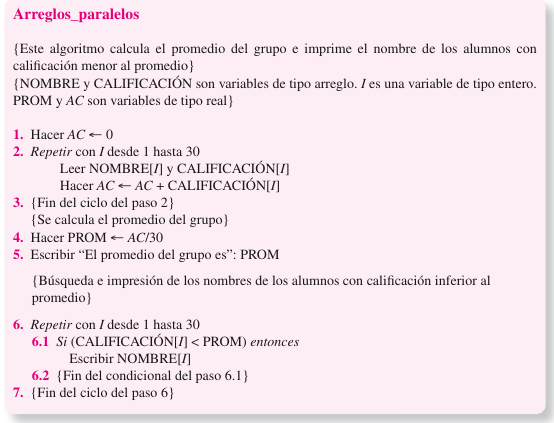 Arreglos_paralelos
{Este algoritmo calcula el promedio del grupo e imprime el nombre de los alumnos con
calificación menor al promedio}
{NOMBRE y CALIFICACIÓN son variables de tipo arreglo. I es una variable de tipo entero.
PROM y AC son variables de tipo real}
1. Hacer AC ← 0
2. Repetir con I desde 1 hasta 30
Leer NOMBRE[I] y CALIFICACIÓN[I]
Hacer AC ← AC + CALIFICACIÓN[I]
3. {Fin del ciclo del paso 2}
{Se calcula el promedio del grupo}
4. Hacer PROM ← AC/30
5. Escribir “El promedio del grupo es”: PROM
{Búsqueda e impresión de los nombres de los alumnos con calificación inferior al
promedio}
6. Repetir con I desde 1 hasta 30
6.1 Si (CALIFICACIÓN[I] < PROM) entonces
Escribir NOMBRE[I]
6.2 {Fin del condicional del paso 6.1}
7. {Fin del ciclo del paso 6}